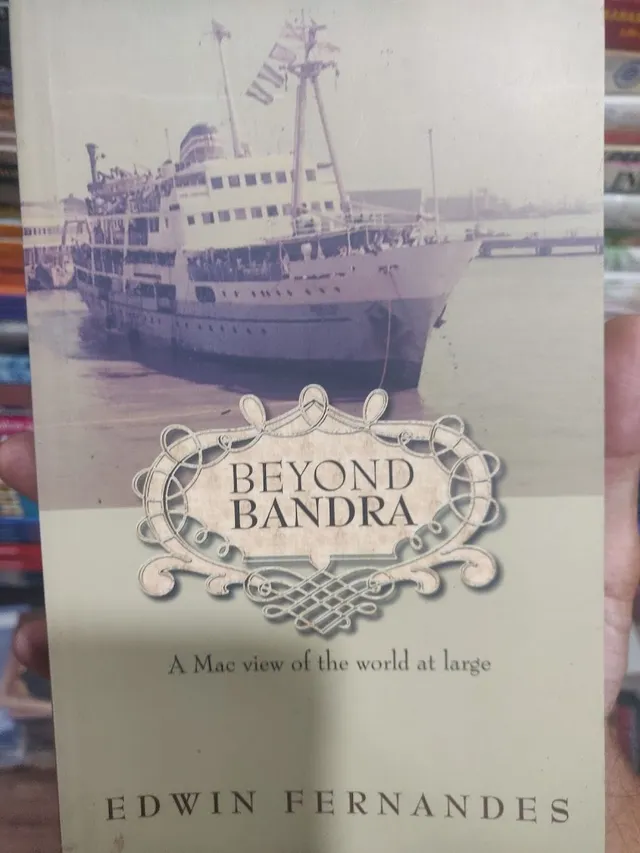 BEYOND
BANDRA
A Mac view of the world at large
EDWIN FERNANDES